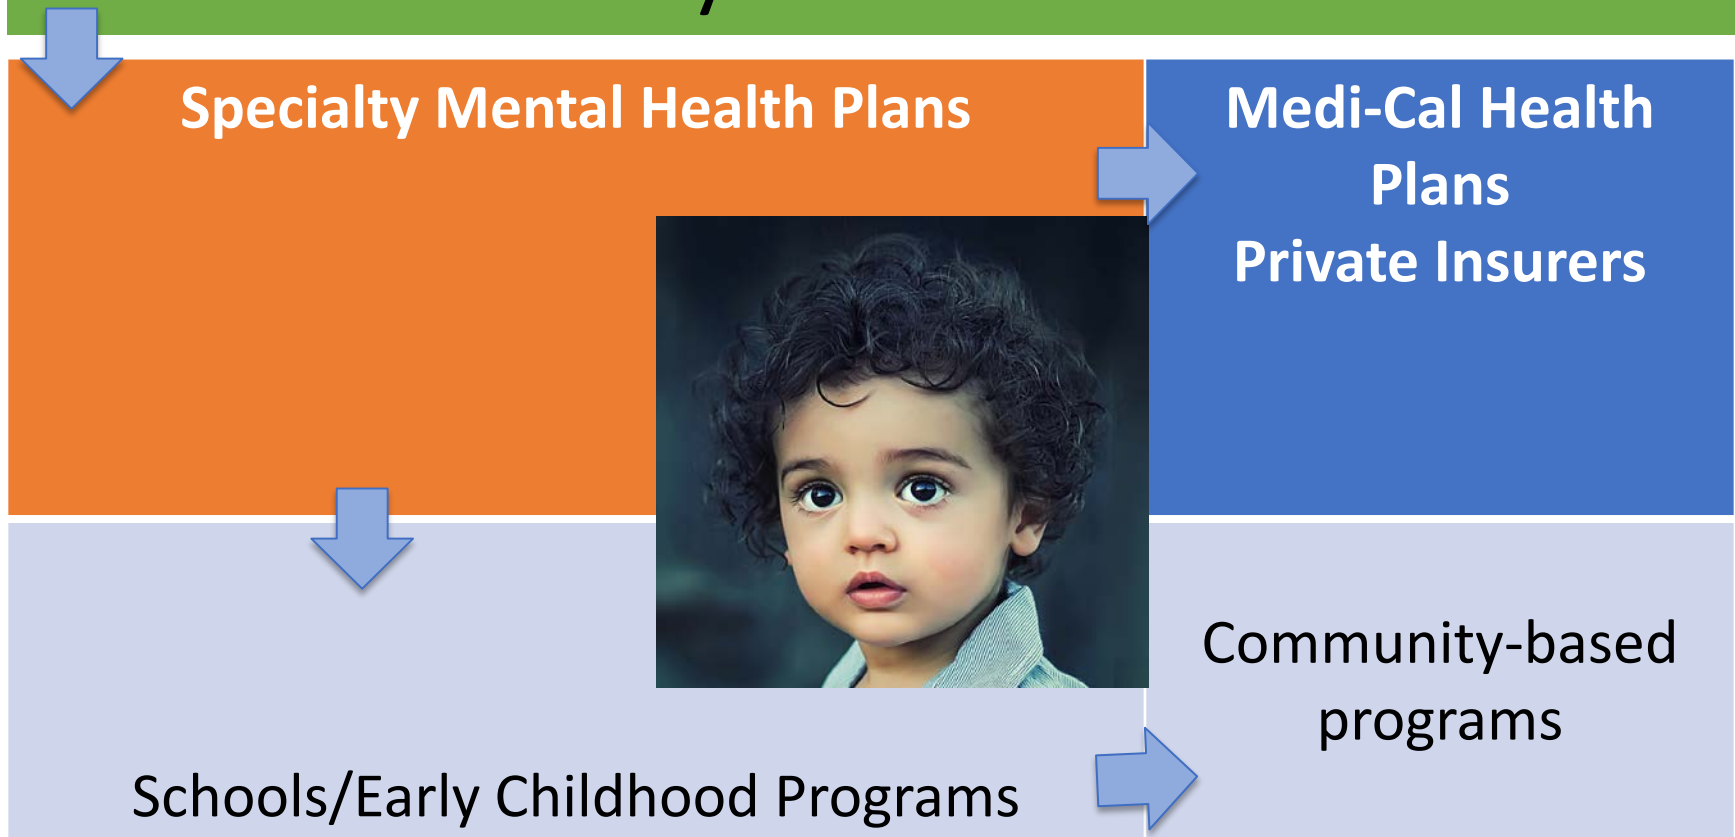 Specialty Mental Health Plans
Medi-Cal Health
Plans
Private Insurers
Community-based
programs
Schools/Early Childhood Programs